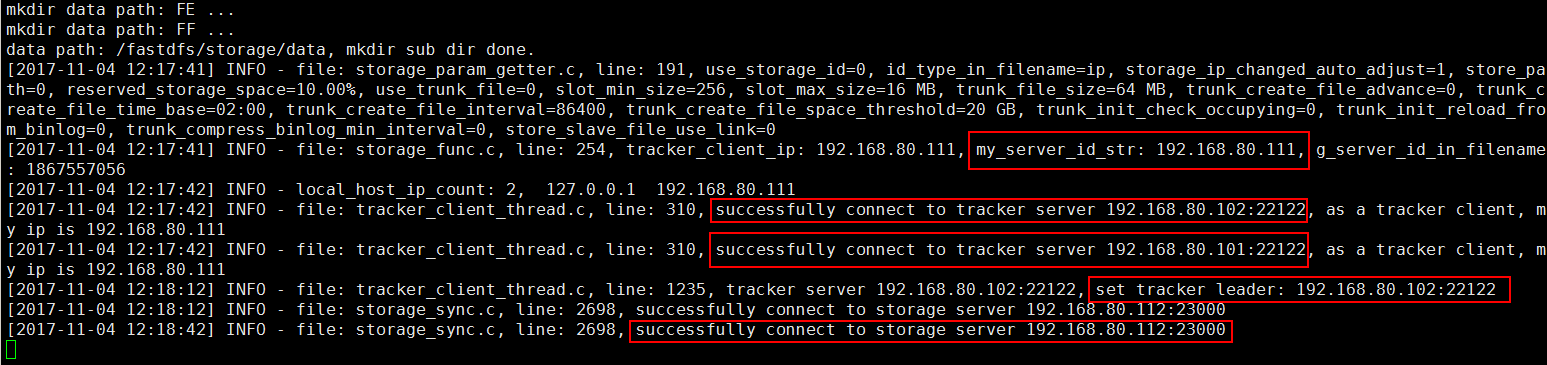 mkdir data path: FE ...
mkdir data path: FF ...
data path: /fastdfs/storage/data, mkdir sub dir done.
[2017-11-04 12:17:41] INFO - file: storage_param_getter.c, line: 191, use_storage_id=0, id_type_in_filename=ip, storage_ip_changed_auto_adjust=1, store_pa
th=0, reserved_storage_space=10.00%, use_trunk_file=0, slot_min_size=256, slot_max_size=16 MB, trunk_file_size=64 MB, trunk_create_file_advance=0, trunk_c
reate_file_time_base=02:00, trunk_create_file_interval=86400, trunk_create_file_space_threshold=20 GB, trunk_init_check_occupying=0, trunk_init_reload_fro
m_binlog=0, trunk_compress_binlog_min_interval=0, store_slave_file_use_link=0
[2017-11-04 12:17:41] INFO - file: storage_func.c, line: 254, tracker_client_ip: 192.168.80.111, my_server_id_str: 192.168.80.111, g_server_id_in_filename
: 1867557056
[2017-11-04 12:17:42] INFO - local_host_ip_count: 2,  127.0.0.1  192.168.80.111
[2017-11-04 12:17:42] INFO - file: tracker_client_thread.c, line: 310, successfully connect to tracker server 192.168.80.102:22122, as a tracker client, m
y ip is 192.168.80.111
[2017-11-04 12:17:42] INFO - file: tracker_client_thread.c, line: 310, successfully connect to tracker server 192.168.80.101:22122, as a tracker client, m
y ip is 192.168.80.111
[2017-11-04 12:18:12] INFO - file: tracker_client_thread.c, line: 1235, tracker server 192.168.80.102:22122, set tracker leader: 192.168.80.102:22122
[2017-11-04 12:18:12] INFO - file: storage_sync.c, line: 2698, successfully connect to storage server 192.168.80.112:23000
[2017-11-04 12:18:42] INFO - file: storage_sync.c, line: 2698, successfully connect to storage server 192.168.80.112:23000